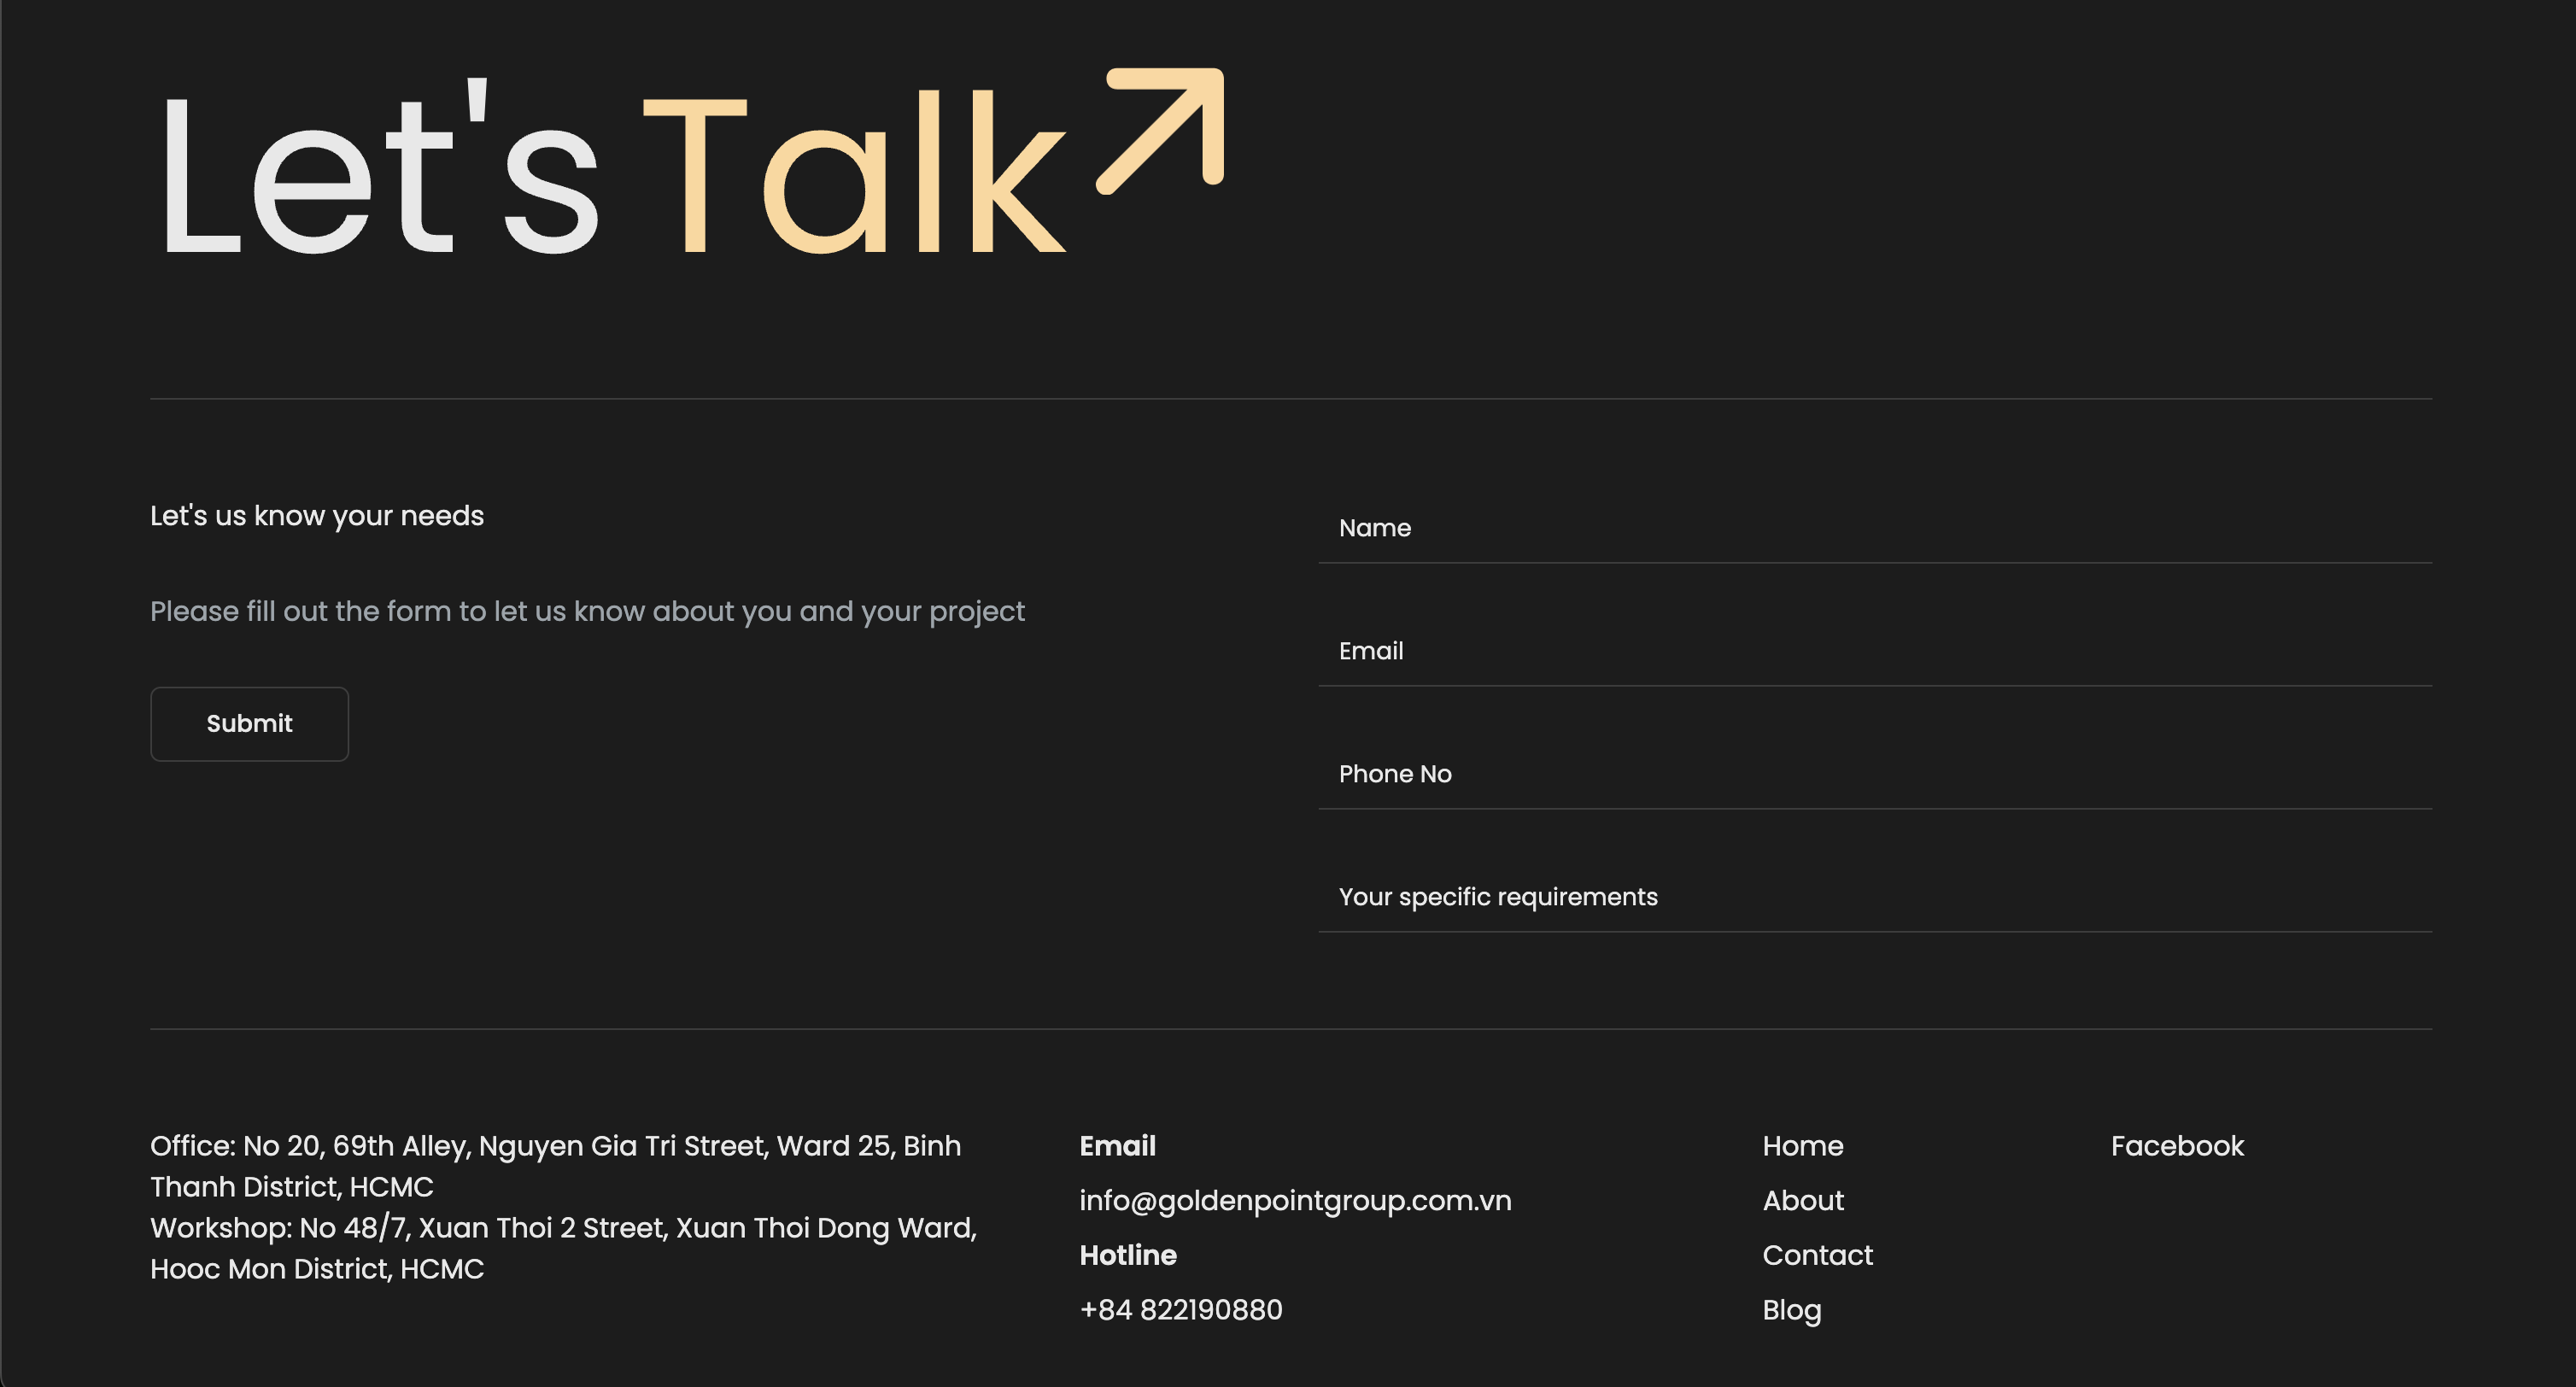 Let's Talk
Let's us know your needs
Please fill out the form to let us know about you and your project
Submit
Name
Email
Phone No
Your specific requirements
Office: No 20, 69th Alley, Nguyen Gia Tri Street, Ward 25, Binh
Thanh District, HCMC
Workshop: No 48/7, Xuan Thoi 2 Street, Xuan Thoi Dong Ward,
Hooc Mon District, HCMC
Email
info@goldenpointgroup.com.vn
Hotline
+84 822190880
Home
About
Contact
Blog
Facebook